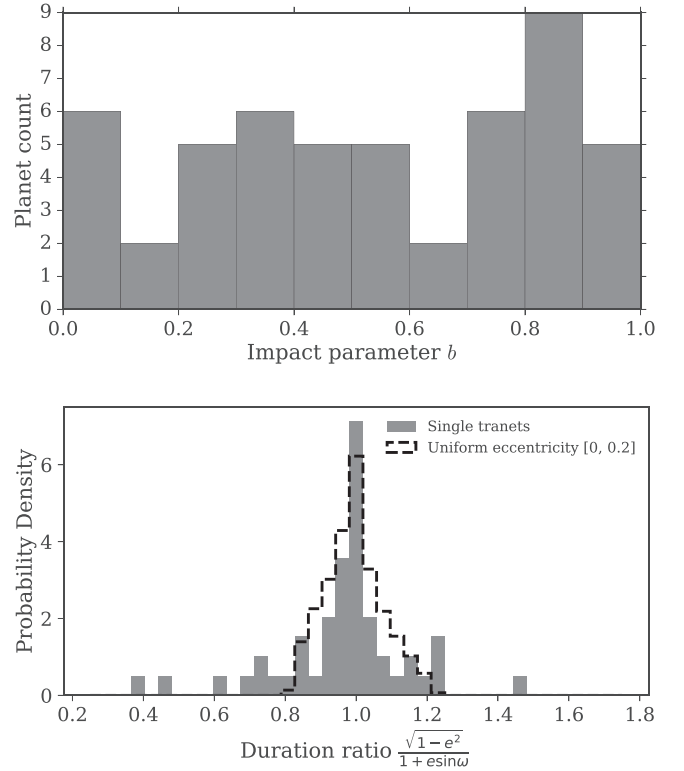 9
8
7
6
5
4
3
2
1
0
Planet count
0.0 0.2 0.4 0.6 0.8 1.0
Impact parameter b
Single tranets
Uniform eccentricity [0, 0.2]
6
4
2
0
Probability Density
0.2 0.4 0.6 0.8 1.0 1.2 1.4 1.6 1.8
Duration ratio √1−e² / 1+esinω